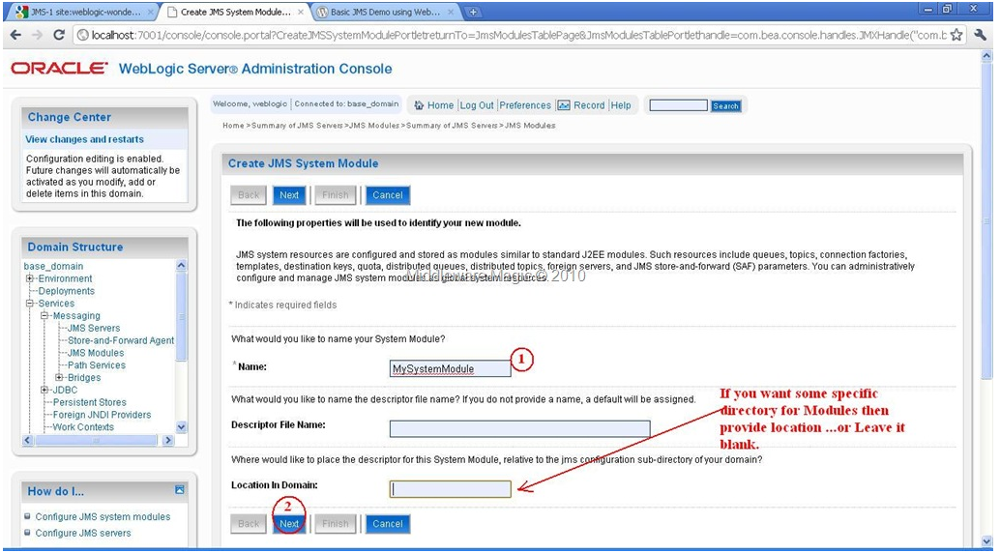 JMS-1 site:weblogic-wonde...
Create JMS System Module...
Basic JMS Demo using Web...
localhost:7001/console/console.portal?CreateJMSSystemModulePortletreturnTo=JmsModulesTablePage&JmsModulesTablePortlethandle=com.bea.console.handles.JMXHandle("com.b
ORACLE WebLogic Server® Administration Console
Change Center
View changes and restarts
Configuration editing is enabled.
Future changes will automatically be
activated as you modify, add or
delete items in this domain.
Domain Structure
base_domain
Environment
Deployments
Services
Messaging
JMS Servers
Store-and-Forward Agent
JMS Modules
Path Services
Bridges
JDBC
Persistent Stores
Foreign JNDI Providers
Work Contexts
How do I...
Configure JMS system modules
Configure JMS servers
Welcome, weblogic Connected to: base_domain
Home Log Out Preferences Record Help Search
Home >Summary of JMS Servers >JMS Modules >Summary of JMS Servers >JMS Modules
Create JMS System Module
Back Next Finish Cancel
The following properties will be used to identify your new module.
JMS system resources are configured and stored as modules similar to standard J2EE modules. Such resources include queues, topics, connection factories,
templates, destination keys, quota, distributed queues, distributed topics, foreign servers, and JMS store-and-forward (SAF) parameters. You can administratively
configure and manage JMS system modules as global system resources.
Middleware Magic © 2010
* Indicates required fields
What would you like to name your System Module?
* Name: MySystemModule 1
What would you like to name the descriptor file name? If you do not provide a name, a default will be assigned.
Descriptor File Name:
If you want some specific
directory for Modules then
provide location ...or Leave it
blank.
Where would like to place the descriptor for this System Module, relative to the jms configuration sub-directory of your domain?
Location In Domain:
2
Back Next Finish Cancel